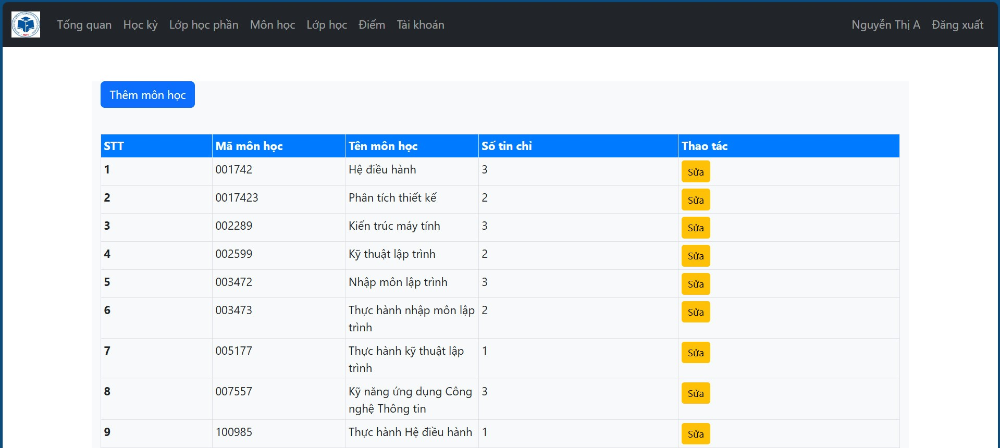 Tổng quan Học kỳ Lớp học phần Môn học Lớp học Điểm Tài khoản Nguyễn Thị A Đăng xuất
Thêm môn học
STT Mã môn học Tên môn học Số tin chỉ Thao tác
1 001742 Hệ điều hành 3 Sửa
2 0017423 Phân tích thiết kế 2 Sửa
3 002289 Kiến trúc máy tính 3 Sửa
4 002599 Kỹ thuật lập trình 2 Sửa
5 003472 Nhập môn lập trình 3 Sửa
6 003473 Thực hành nhập môn lập 2 Sửa
trình
7 005177 Thực hành kỹ thuật lập 1 Sửa
trình
8 007557 Kỹ năng ứng dụng Công 3 Sửa
nghệ Thông tin
9 100985 Thực hành Hệ điều hành 1 Sửa